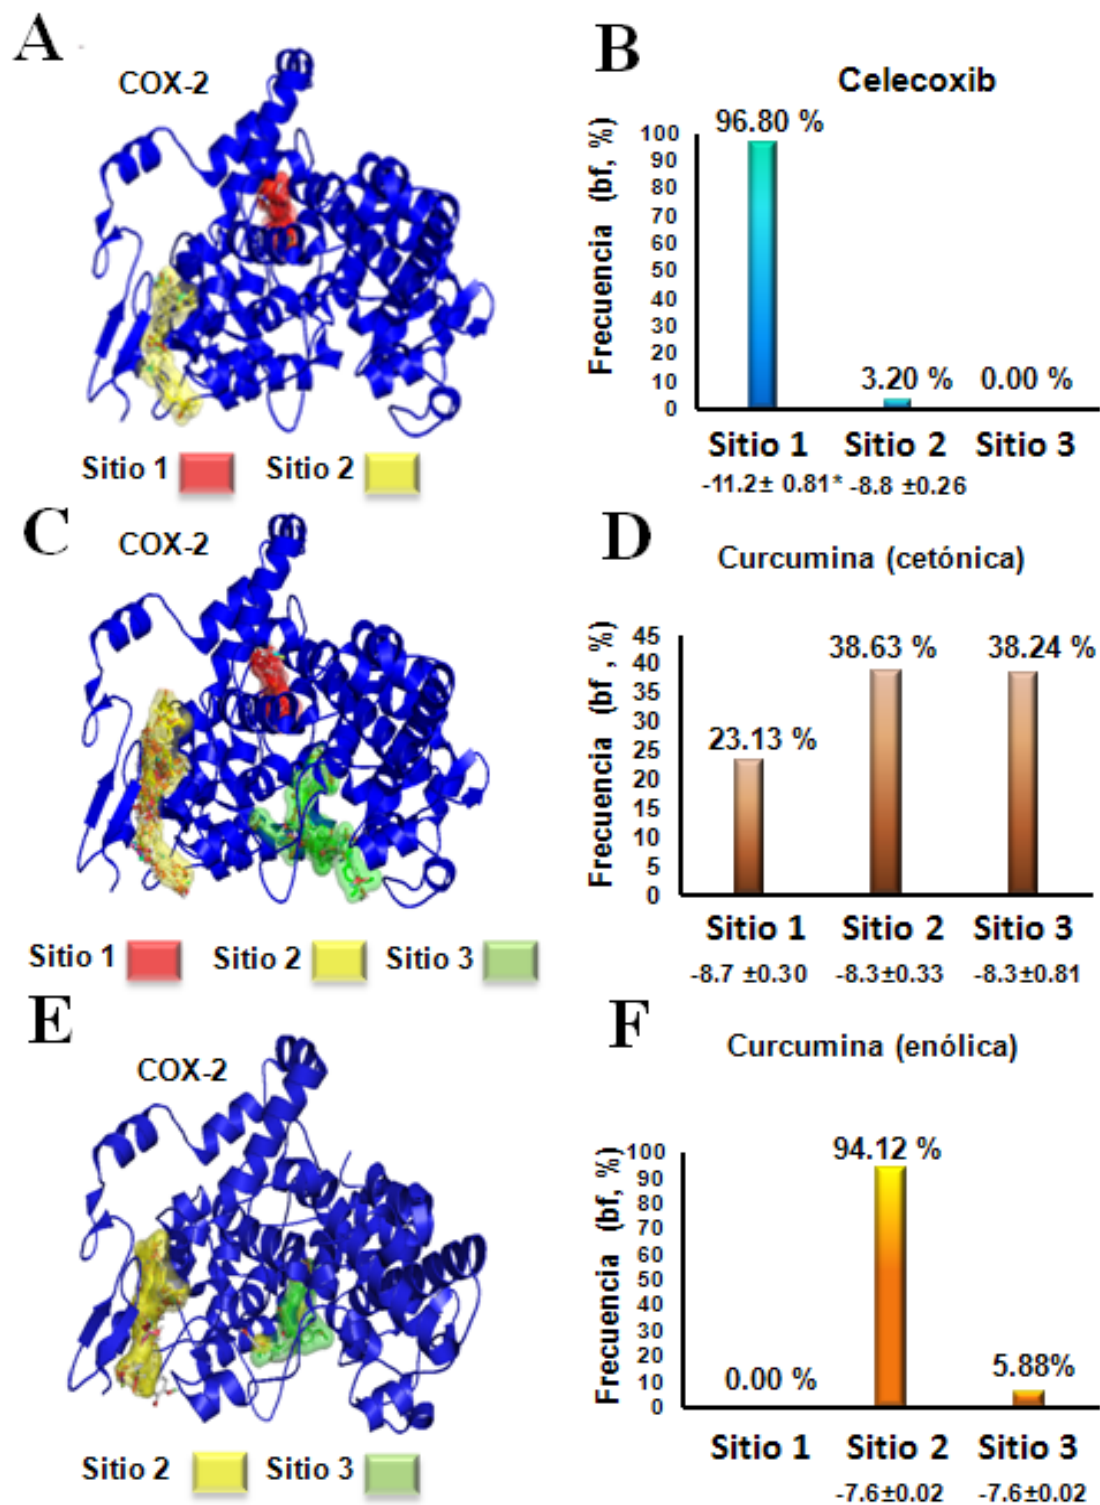 A
COX-2
Sitio 1
Sitio 2
B
Celecoxib
Frecuencia (bf, %)
100
90
80
70
60
50
40
30
20
10
0
96.80 %
3.20 %
0.00 %
Sitio 1
Sitio 2
Sitio 3
-11.2± 0.81*
-8.8 ±0.26
C
COX-2
Sitio 1
Sitio 2
Sitio 3
D
Curcumina (cetónica)
Frecuencia (bf , %)
45
40
35
30
25
20
15
10
5
0
23.13 %
38.63 %
38.24 %
Sitio 1
Sitio 2
Sitio 3
-8.7 ±0.30
-8.3±0.33
-8.3±0.81
E
COX-2
Sitio 2
Sitio 3
F
Curcumina (enólica)
Frecuencia (bf, %)
100
90
80
70
60
50
40
30
20
10
0
0.00 %
94.12 %
5.88%
Sitio 1
Sitio 2
Sitio 3
-7.6±0.02
-7.6±0.02